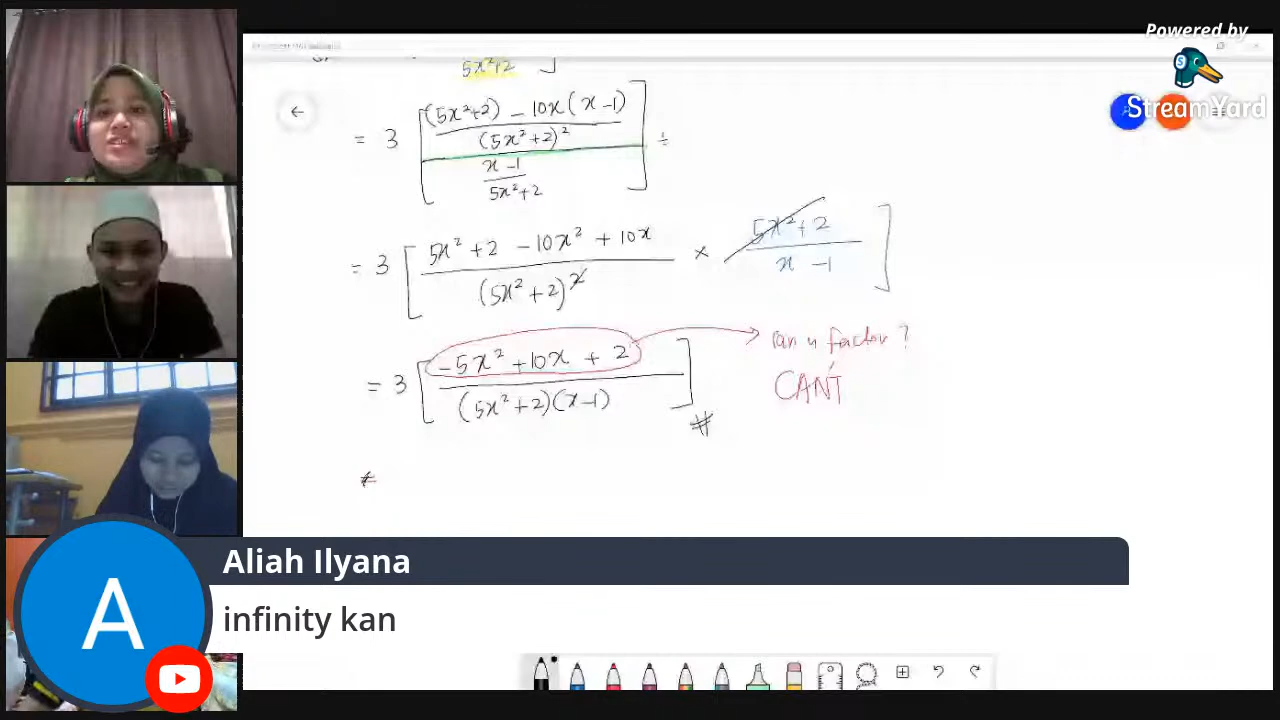 Powered by
StreamYard
5x²+2 ]
= 3 [ (5x²+2) - 10x(x-1) / (5x²+2)² / x-1 / 5x²+2 ] ÷
= 3 [ 5x² + 2 - 10x² + 10x / (5x² + 2)² × 5x²+2 / x - 1 ]
= 3 [ -5x² + 10x + 2 / (5x² + 2)(x-1) ] #
can u factor?
CAN'T
Aliah Ilyana
infinity kan
A